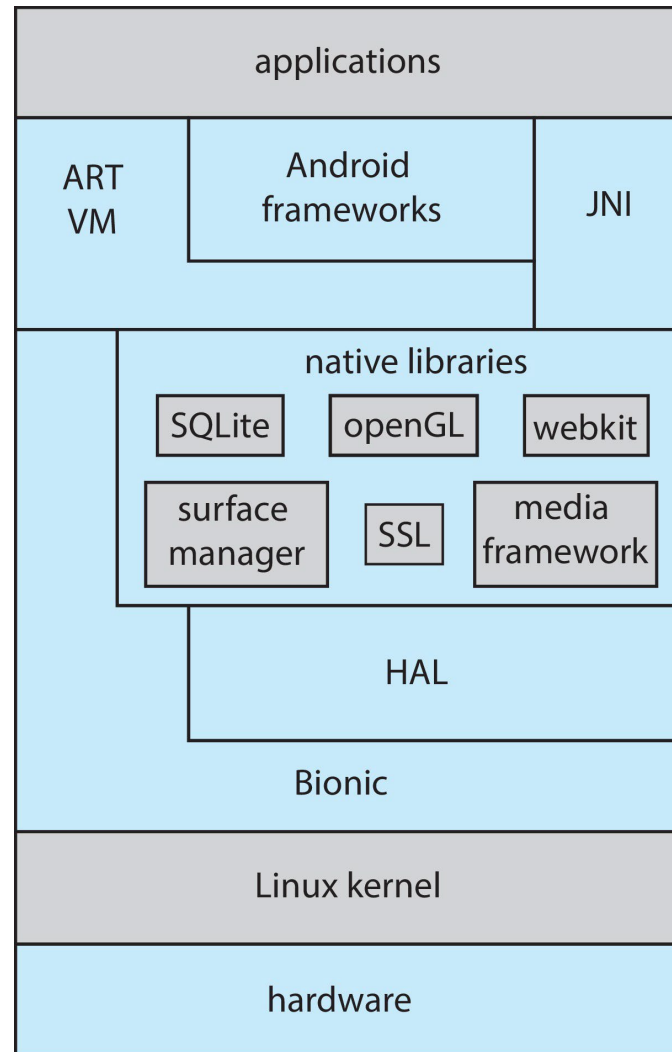 applications
ART
VM
Android
frameworks
JNI
native libraries
SQLite
openGL
webkit
surface
manager
SSL
media
framework
HAL
Bionic
Linux kernel
hardware